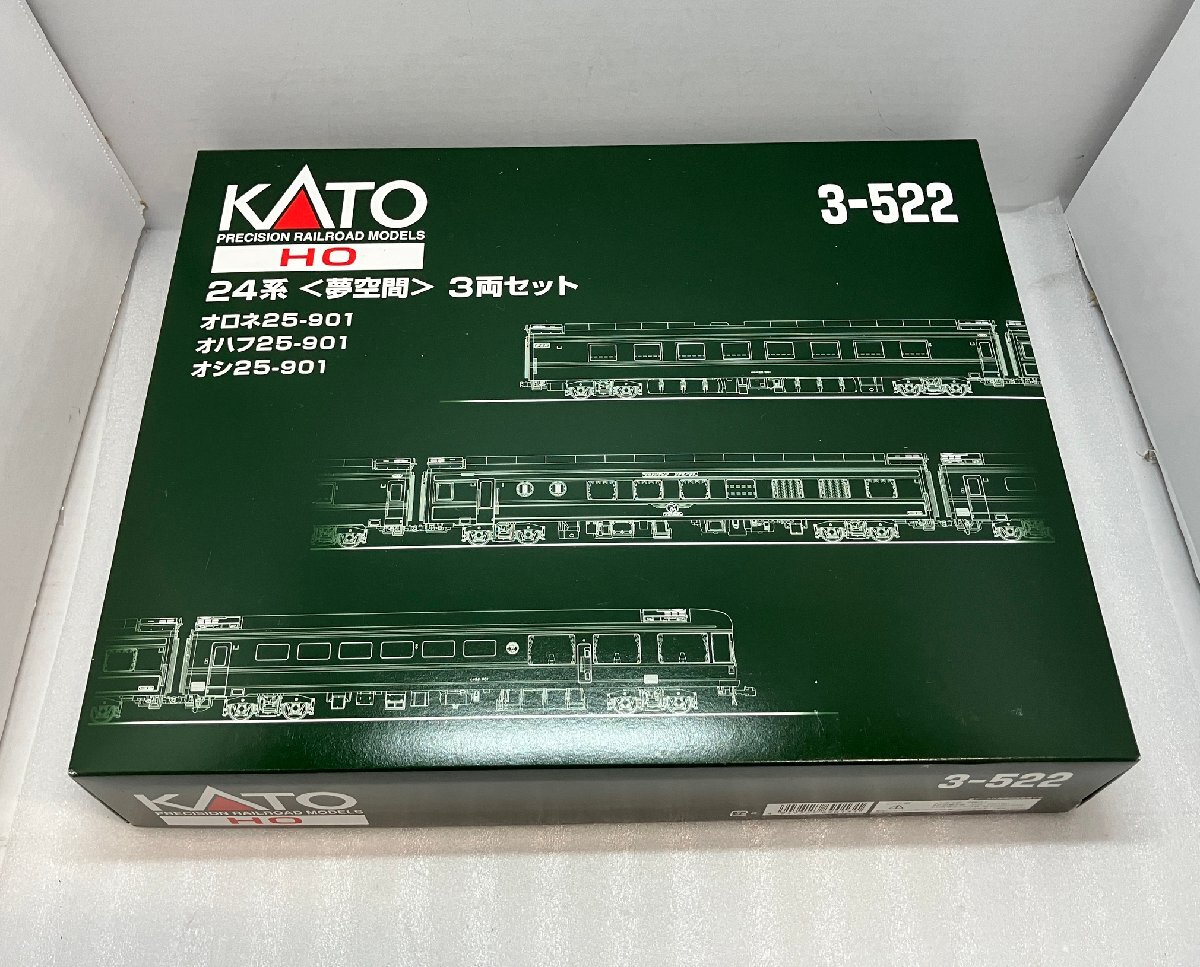 KATO
PRECISION RAILROAD MODELS
HO
3-522
24系 <夢空間> 3両セット
オロネ25-901
オハフ25-901
オシ25-901
KATO
PRECISION RAILROAD MODELS
HO
3-522